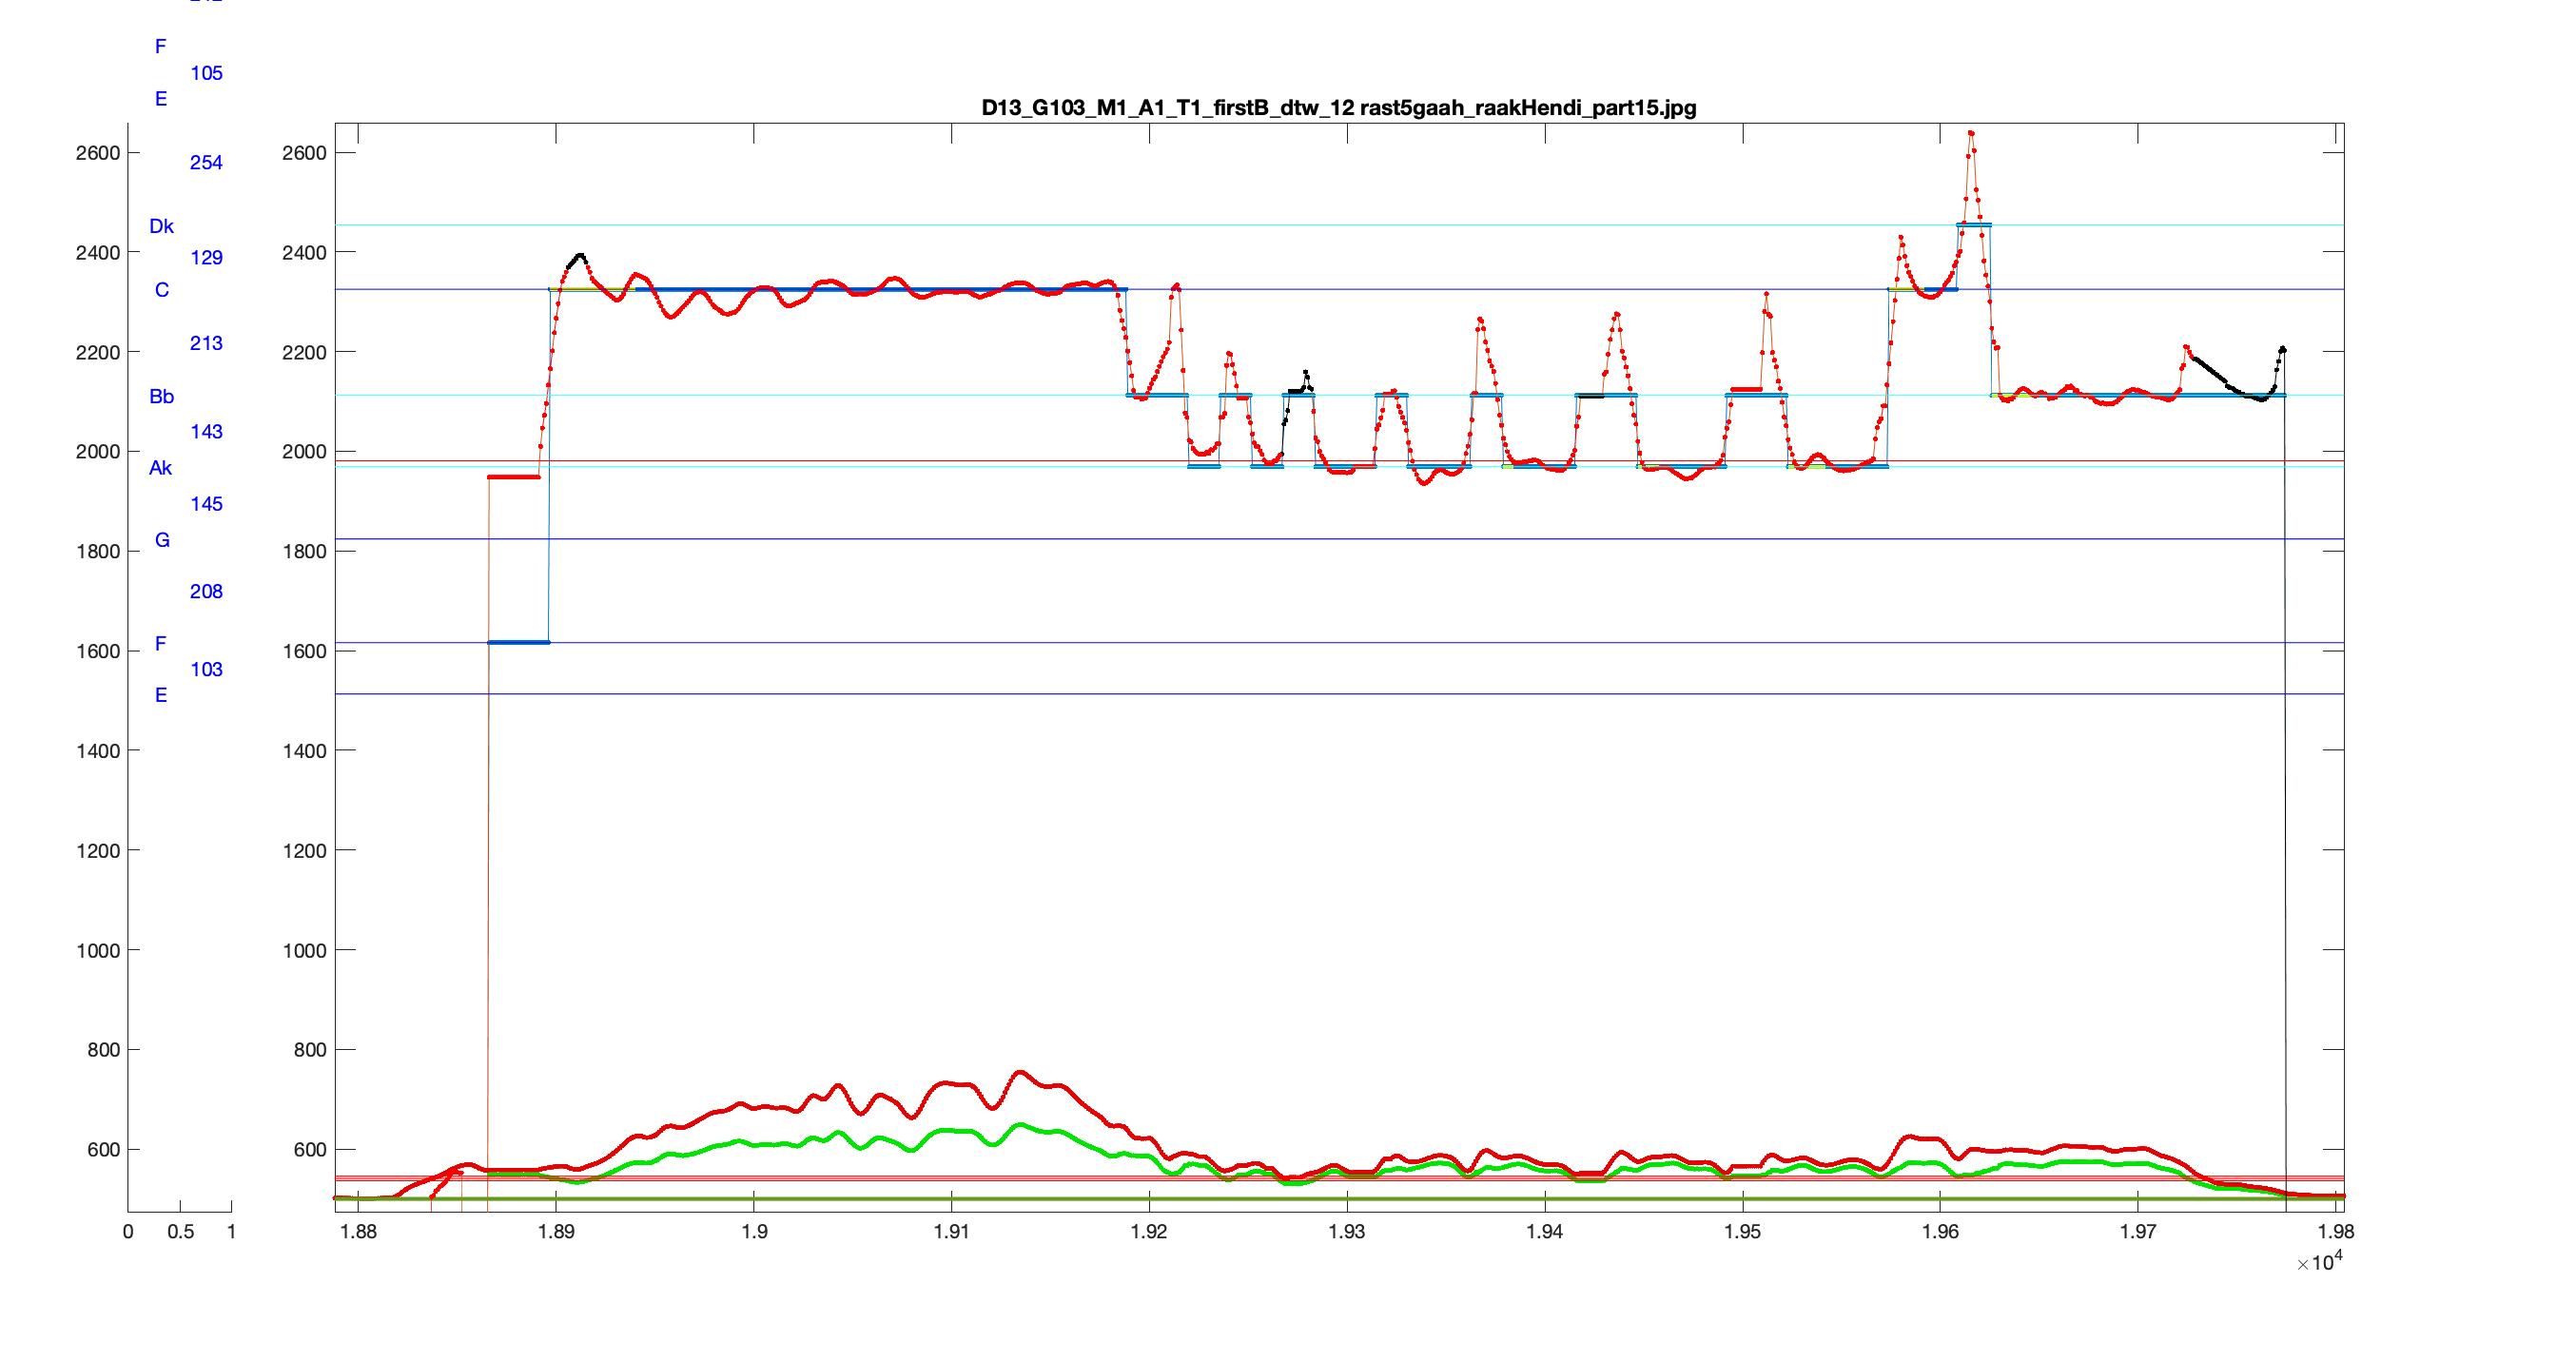 F
105
E
D13_G103_M1_A1_T1_firstB_dtw_12 rast5gaah_raakHendi_part15.jpg
2600 254 2600
Dk
2400 129 2400
C
2200 213 2200
Bb
2000 143 2000
Ak
145
1800 G 1800
208
1600 F 1600
103
E
1400 1400
1200 1200
1000 1000
800 800
600 600
0 0.5 1 1.88 1.89 1.9 1.91 1.92 1.93 1.94 1.95 1.96 1.97 1.98
×10^4